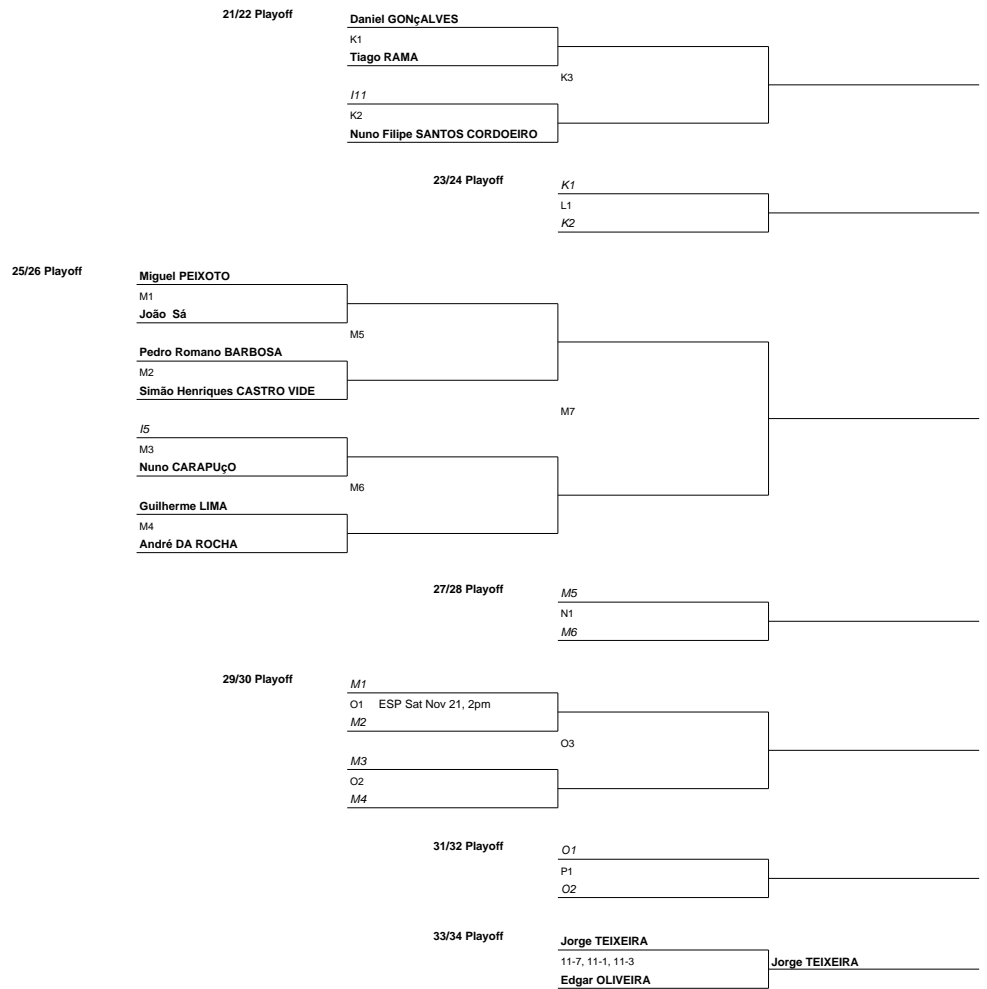 21/22 Playoff
Daniel GONçALVES
K1
Tiago RAMA
K3
I11
K2
Nuno Filipe SANTOS CORDOEIRO
23/24 Playoff
K1
L1
K2
25/26 Playoff
Miguel PEIXOTO
M1
João Sá
M5
Pedro Romano BARBOSA
M2
Simão Henriques CASTRO VIDE
M7
I5
M3
Nuno CARAPUçO
M6
Guilherme LIMA
M4
André DA ROCHA
27/28 Playoff
M5
N1
M6
29/30 Playoff
M1
O1 ESP Sat Nov 21, 2pm
M2
O3
M3
O2
M4
31/32 Playoff
O1
P1
O2
33/34 Playoff
Jorge TEIXEIRA
11-7, 11-1, 11-3 Jorge TEIXEIRA
Edgar OLIVEIRA